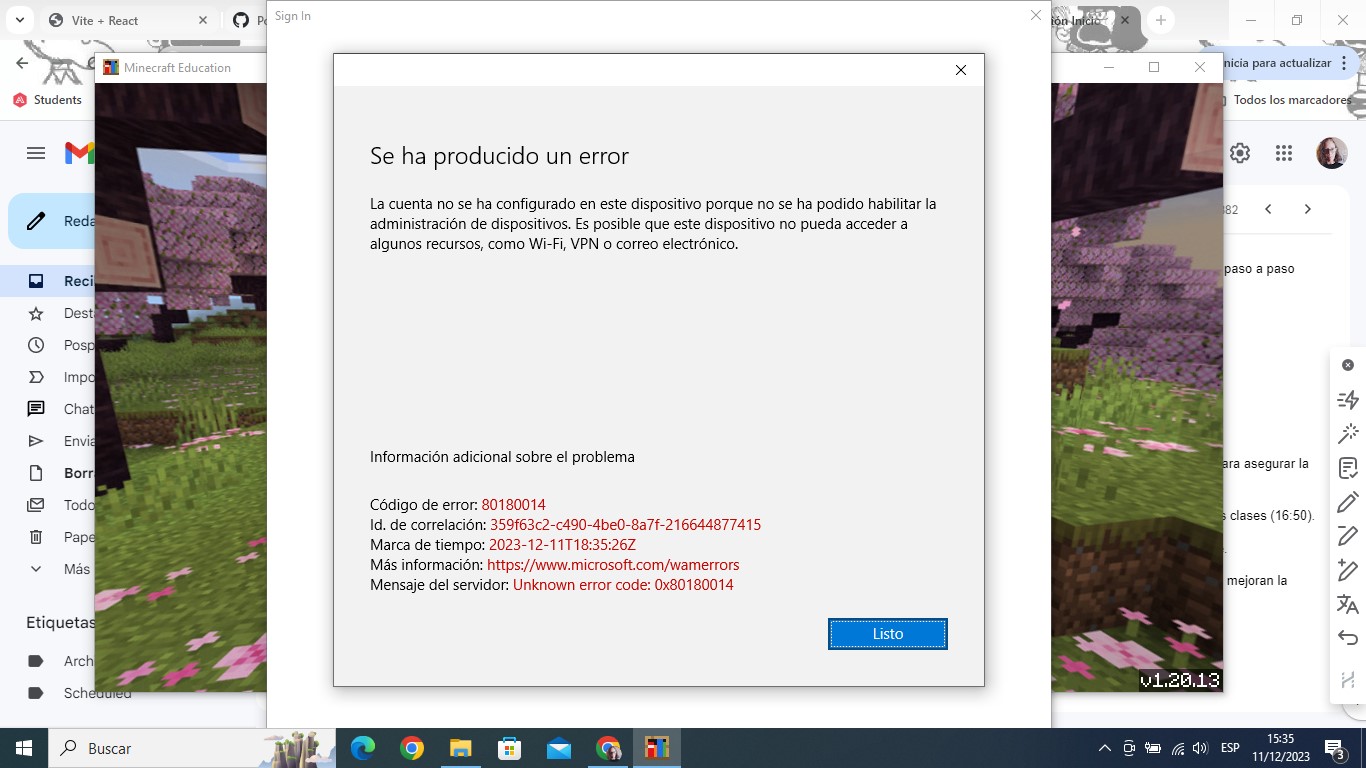 Vite + React
Sign In
Inicio
Minecraft Education
nicia para actualizar
Students
Todos los marcadores
Se ha producido un error
La cuenta no se ha configurado en este dispositivo porque no se ha podido habilitar la
administración de dispositivos. Es posible que este dispositivo no pueda acceder a
algunos recursos, como Wi-Fi, VPN o correo electrónico.
Reda
Reci
Dest
Posp
Impo
Chat
Envia
Borr
Todo
Pape
Más
Etiquetas
Arch
Scheduled
paso a paso
ara asegurar la
clases (16:50).
mejoran la
Información adicional sobre el problema
Código de error: 80180014
Id. de correlación: 359f63c2-c490-4be0-8a7f-216644877415
Marca de tiempo: 2023-12-11T18:35:26Z
Más información: https://www.microsoft.com/wamerrors
Mensaje del servidor: Unknown error code: 0x80180014
Listo
v1.20.13
Buscar
ESP
15:35
11/12/2023
3